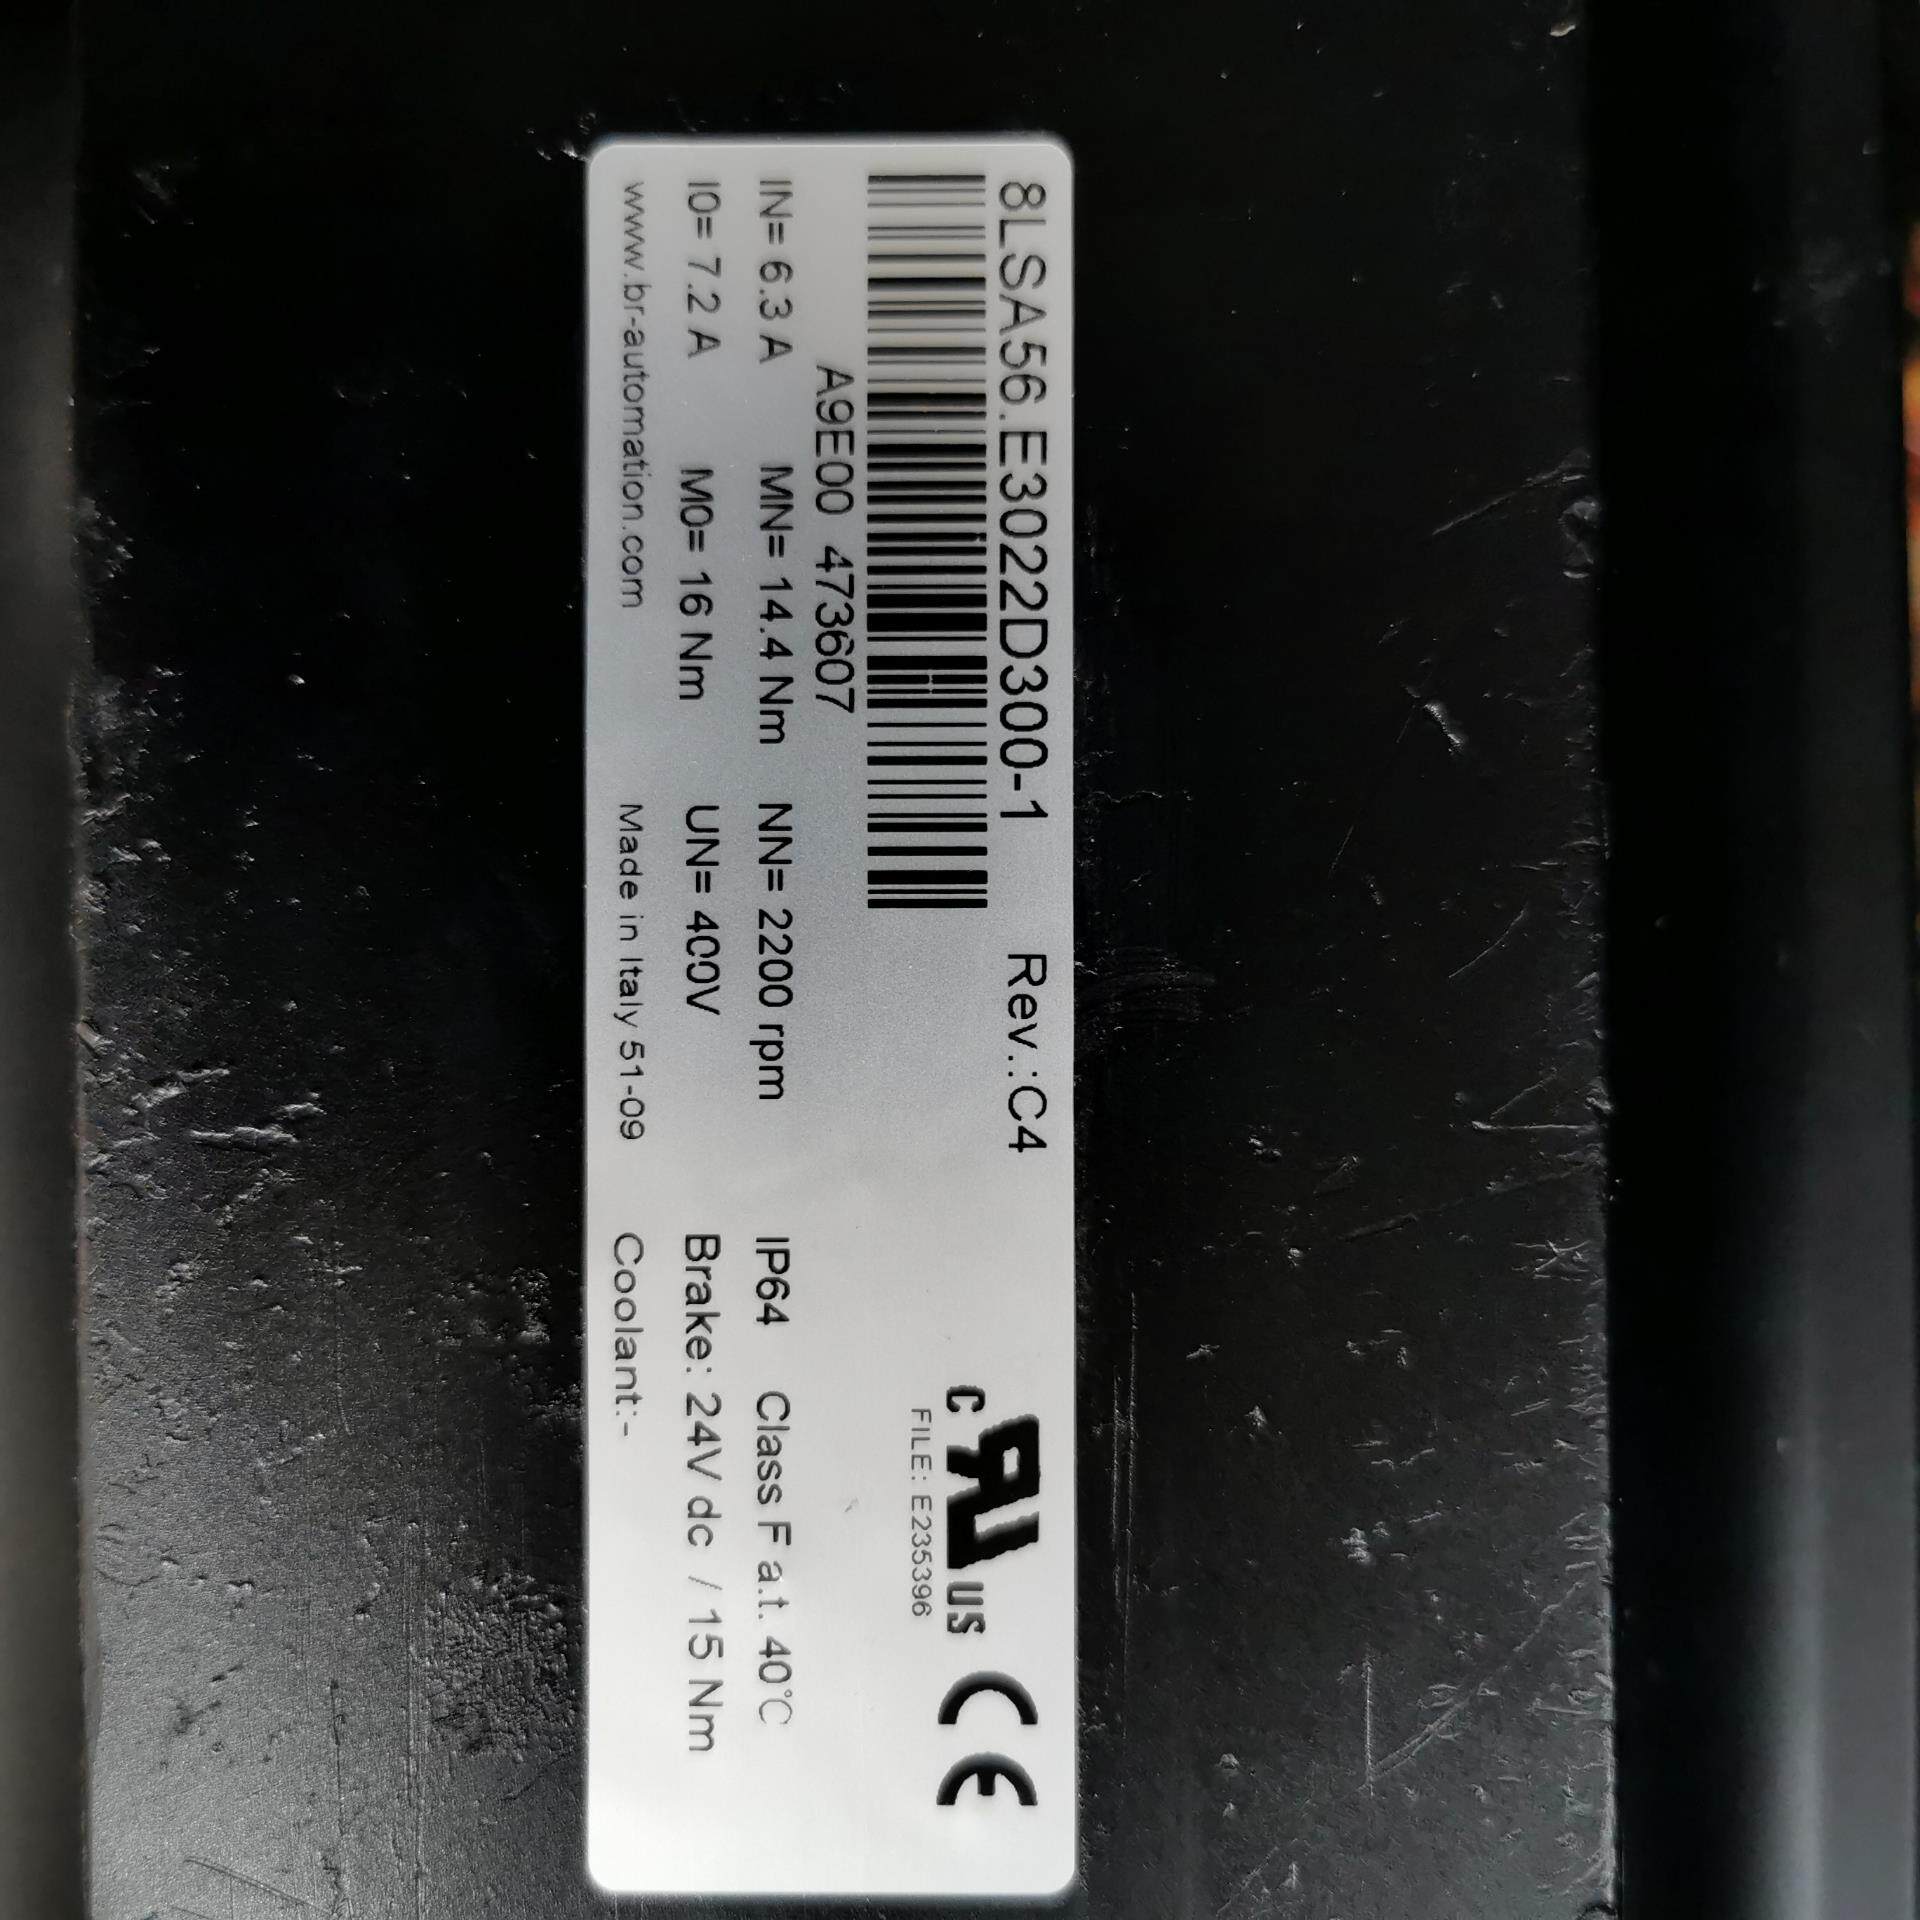 8LSA56.E3022D300-1 Rev.:C4
c RU US CE
FILE: E235396
A9E00 473607
IN= 6.3 A MN= 14.4 Nm NN= 2200 rpm IP64 Class F a.t. 40°C
I0= 7.2 A M0= 16 Nm UN= 400V Brake: 24V dc / 15 Nm
www.br-automation.com Made in Italy 51-09 Coolant:-